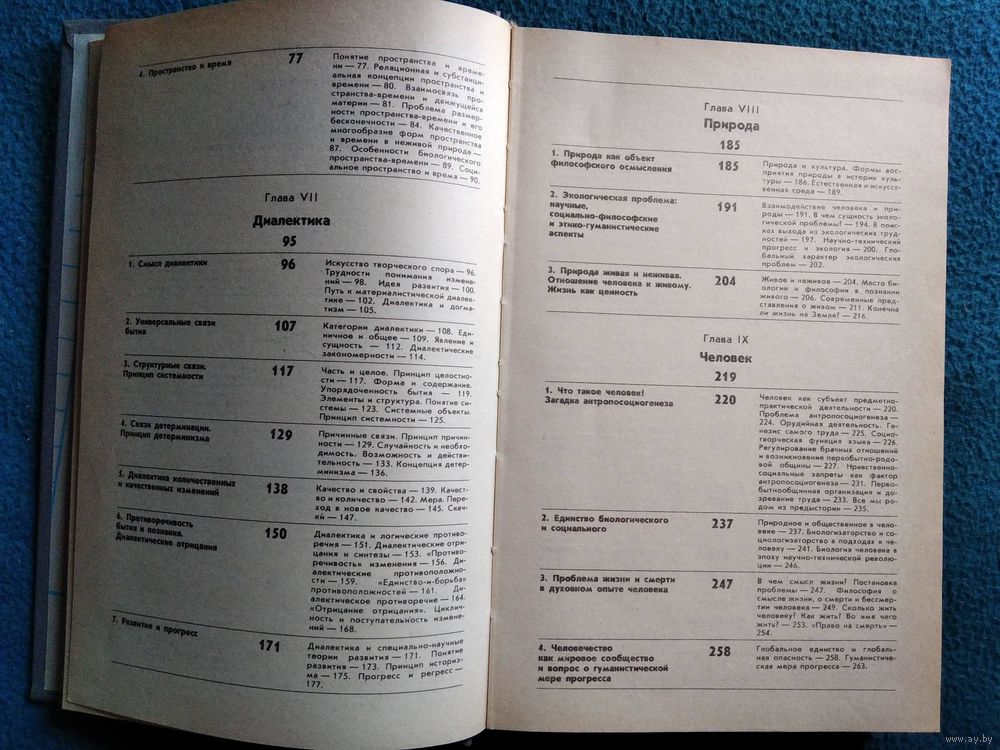 4. Пространство и время
77
Понятие пространства и време-
ни — 77. Реляционная и субстанци-
альная концепции пространства и
времени — 80. Взаимосвязь про-
странства-времени и движущейся
материи — 81. Проблема размер-
ности пространства-времени и его
бесконечности — 84. Качественное
многообразие форм пространства
и времени в неживой природе —
87. Особенности биологического
пространства-времени — 89. Соци-
альное пространство и время — 90.
Глава VII
Диалектика
95
1. Смысл диалектики
96
Искусство творческого спора — 96.
Трудности понимания измене-
ний — 98. Идея развития — 100.
Путь к материалистической диалек-
тике — 102. Диалектика и догма-
тизм — 105.
2. Универсальные связи
бытия
107
Категории диалектики — 108. Еди-
ничное и общее — 109. Явление и
сущность — 112. Диалектические
закономерности — 114.
3. Структурные связи.
Принцип системности
117
Часть и целое. Принцип целостно-
сти — 117. Форма и содержание.
Упорядоченность бытия — 119.
Элементы и структура. Понятие си-
стемы — 123. Системные объекты.
Принцип системности — 125.
4. Связи детерминации.
Принцип детерминизма
129
Причинные связи. Принцип причин-
ности — 129. Случайность и необхо-
димость. Возможность и действи-
тельность — 133. Концепция детер-
минизма — 136.
5. Диалектика количественных
и качественных изменений
138
Качество и свойства — 139. Качест-
во и количество — 142. Мера. Пере-
ход в новое качество — 145. Скач-
ки — 147.
6. Противоречивость
бытия и познания.
Диалектические отрицания
150
Диалектика и логические противо-
речия — 151. Диалектические отри-
цания и синтезы — 153. «Противо-
речивость» изменения — 156. Ди-
алектические противоположно-
сти — 159. «Единство-и-борьба»
противоположностей — 161. Ди-
алектическое противоречие — 164.
«Отрицание отрицания». Циклич-
ность и поступательность измене-
ний — 168.
7. Развитие и прогресс
171
Диалектика и специально-научные
теории развития — 171. Понятие
развития — 173. Принцип историз-
ма — 175. Прогресс и регресс —
177.
Глава VIII
Природа
185
1. Природа как объект
философского осмысления
185
Природа и культура. Формы вос-
приятия природы в истории куль-
туры — 186. Естественная и искусст-
венная среда — 189.
2. Экологическая проблема:
научные,
социально-философские
и этико-гуманистические
аспекты
191
Взаимодействие человека и при-
роды — 191. В чем сущность эколо-
гической проблемы? — 194. В поис-
ках выхода из экологических труд-
ностей — 197. Научно-технический
прогресс и экология — 200. Гло-
бальный характер экологических
проблем — 202.
3. Природа живая и неживая.
Отношение человека к живому.
Жизнь как ценность
204
Живое и неживое — 204. Место би-
ологии и философии в познании
живого — 206. Современные пред-
ставления о живом — 211. Конечна
ли жизнь на Земле? — 216.
Глава IX
Человек
219
1. Что такое человек!
Загадка антропосоциогенеза
220
Человек как субъект предметно-
практической деятельности — 220.
Проблема антропосоциогенеза —
224. Орудийная деятельность. Ге-
незис самого труда — 225. Социо-
творческая функция языка — 226.
Регулирование брачных отношений
и возникновение первобытно-родо-
вой общины — 227. Нравственно-
социальные запреты как фактор
антропосоциогенеза — 231. Перво-
бытнообщинная организация и до-
зревание труда — 233. Все мы ро-
дом из предыстории — 235.
2. Единство биологического
и социального
237
Природное и общественное в чело-
веке — 237. Биологизаторство и со-
циологизаторство в подходах к че-
ловеку — 241. Биология человека в
эпоху научно-технической револю-
ции — 246.
3. Проблема жизни и смерти
в духовном опыте человека
247
В чем смысл жизни? Постановка
проблемы — 247. Философия о
смысле жизни, о смерти и бессмер-
тии человека — 249. Сколько жить
человеку? Как жить? Во имя чего
жить? — 253. «Право на смерть» —
254.
4. Человечество
как мировое сообщество
и вопрос о гуманистической
мере прогресса
258
Глобальное единство и глобаль-
ная опасность — 258. Гуманистиче-
ская мера прогресса — 263.
www.ay.by